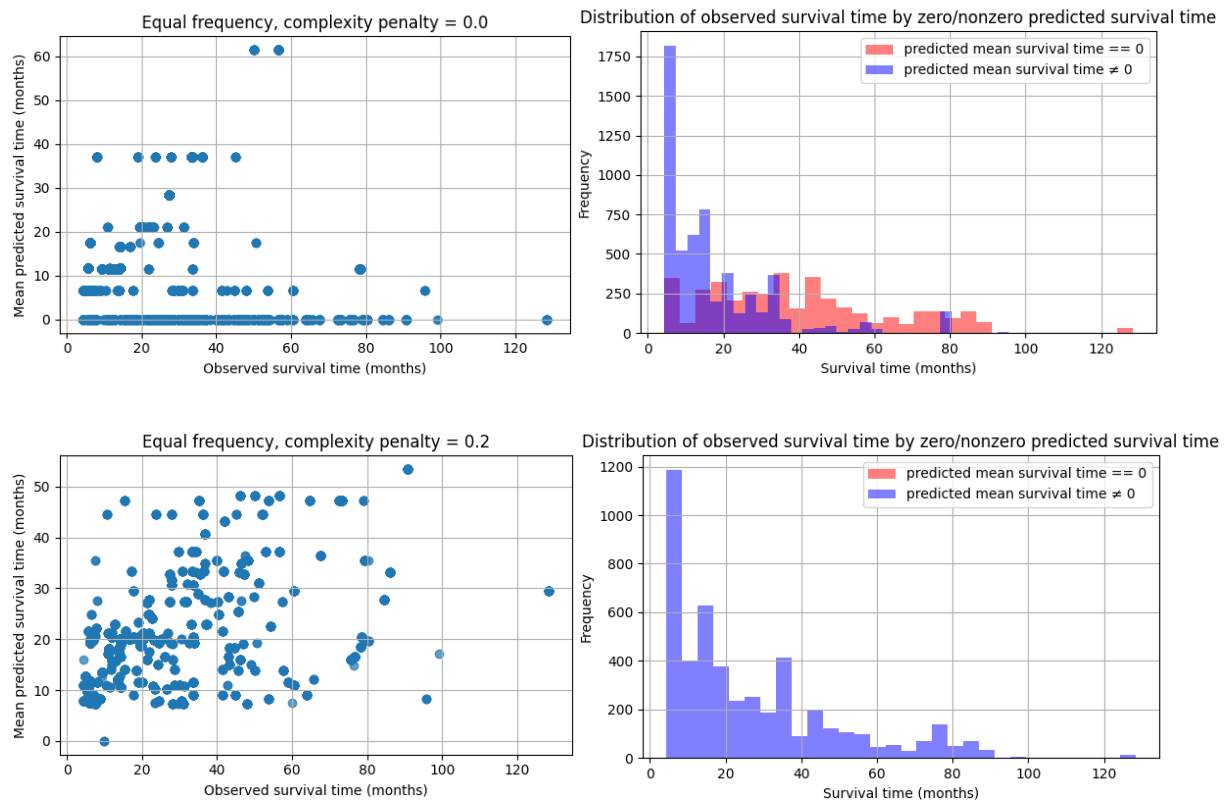 Equal frequency, complexity penalty = 0.0
60
50
40
30
20
10
0
Mean predicted survival time (months)
0 20 40 60 80 100 120
Observed survival time (months)
Distribution of observed survival time by zero/nonzero predicted survival time
predicted mean survival time == 0
predicted mean survival time ≠ 0
1750
1500
1250
1000
750
500
250
0
Frequency
0 20 40 60 80 100 120
Survival time (months)
Equal frequency, complexity penalty = 0.2
50
40
30
20
10
0
Mean predicted survival time (months)
0 20 40 60 80 100 120
Observed survival time (months)
Distribution of observed survival time by zero/nonzero predicted survival time
predicted mean survival time == 0
predicted mean survival time ≠ 0
1200
1000
800
600
400
200
0
Frequency
0 20 40 60 80 100 120
Survival time (months)